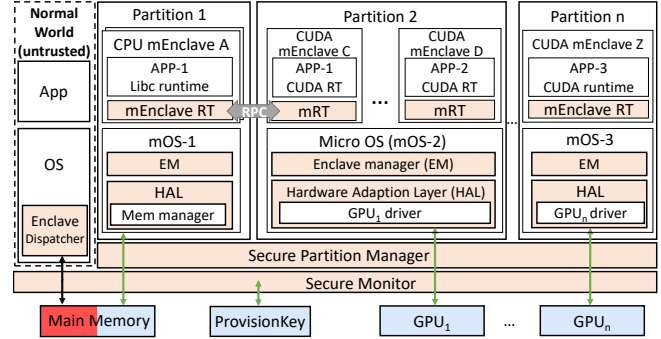 Normal
World
(untrusted)
App
OS
Enclave
Dispatcher
Partition 1
CPU mEnclave A
APP-1
Libc runtime
mEnclave RT
RPC
mOS-1
EM
HAL
Mem manager
Partition 2
CUDA
mEnclave C
APP-1
CUDA RT
mRT
...
CUDA
mEnclave D
APP-2
CUDA RT
mRT
Micro OS (mOS-2)
Enclave manager (EM)
Hardware Adaption Layer (HAL)
GPU1 driver
...
Partition n
CUDA mEnclave Z
APP-3
CUDA runtime
mEnclave RT
mOS-3
EM
HAL
GPUn driver
Secure Partition Manager
Secure Monitor
Main Memory
ProvisionKey
GPU1
...
GPUn